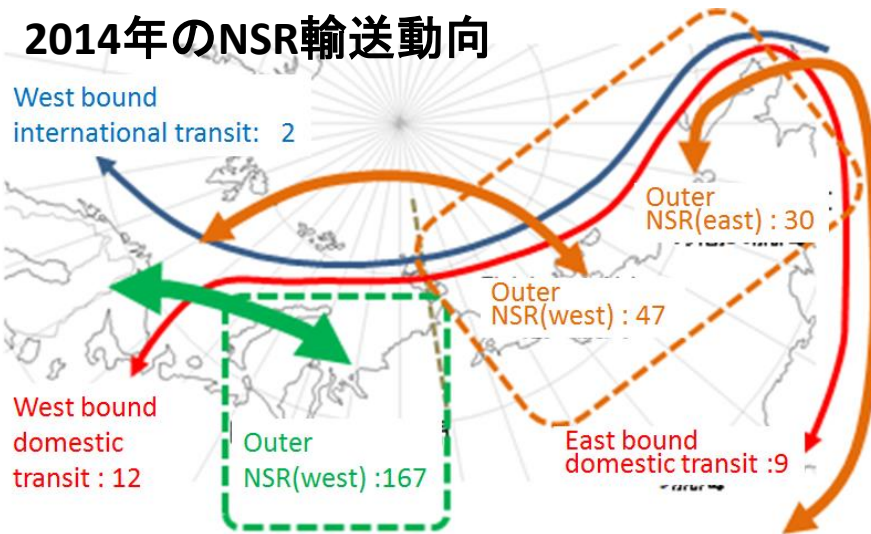 2014年のNSR輸送動向
West bound
international transit: 2
Outer
NSR(east) : 30
Outer
NSR(west) : 47
West bound
domestic
transit : 12
Outer
NSR(west) :167
East bound
domestic transit :9